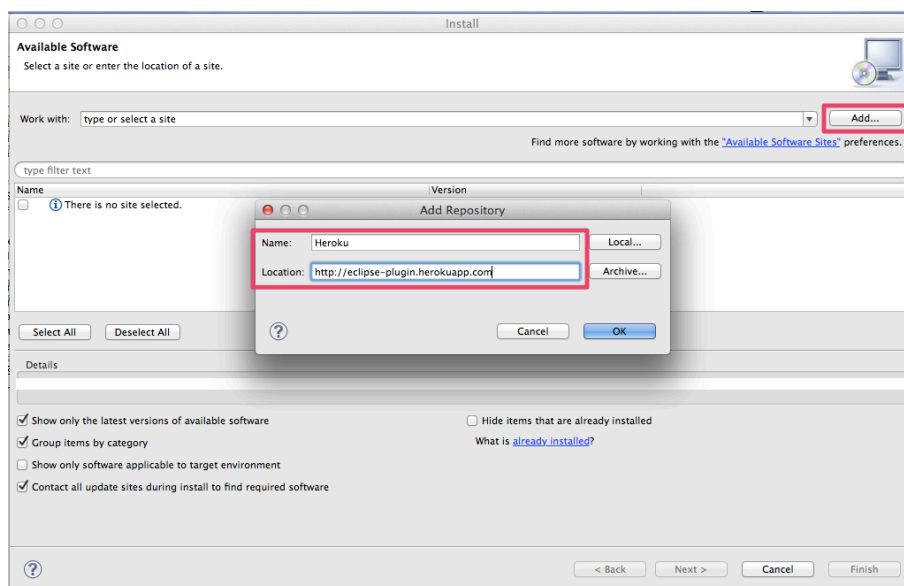 Install
Available Software
Select a site or enter the location of a site.
Work with: type or select a site Add...
Find more software by working with the "Available Software Sites" preferences.
type filter text
Name Version
There is no site selected.
Add Repository
Name: Heroku Local...
Location: http://eclipse-plugin.herokuapp.com Archive...
? Cancel OK
Select All Deselect All
Details
Show only the latest versions of available software Hide items that are already installed
Group items by category What is already installed?
Show only software applicable to target environment
Contact all update sites during install to find required software
? < Back Next > Cancel Finish